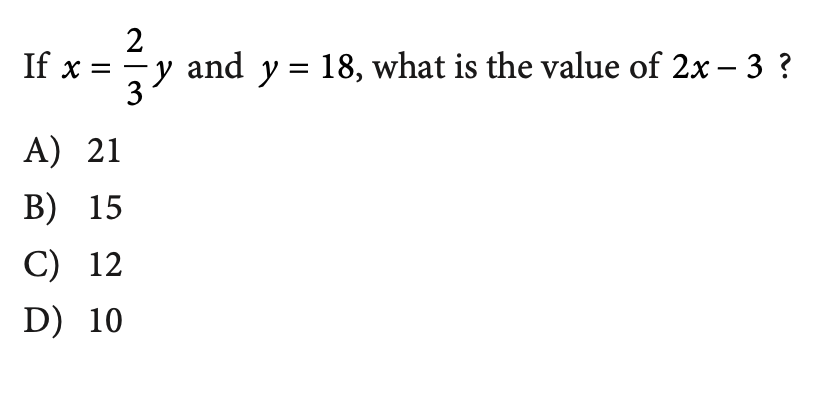 If x = 2/3 y and y = 18, what is the value of 2x − 3 ?
A) 21
B) 15
C) 12
D) 10